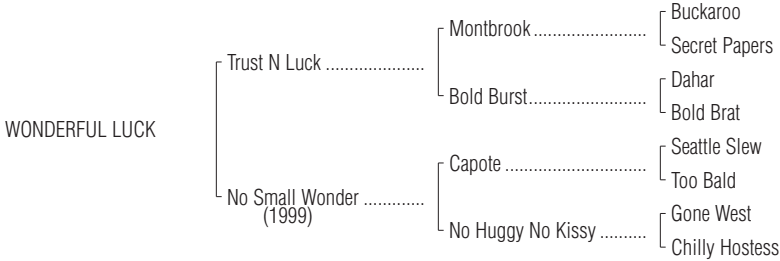 Buckaroo
Montbrook ..........................
Secret Papers
Trust N Luck ......................
Dahar
Bold Burst...........................
Bold Brat
WONDERFUL LUCK
Seattle Slew
Capote ................................
Too Bald
No Small Wonder .............
(1999)
Gone West
No Huggy No Kissy ..........
Chilly Hostess